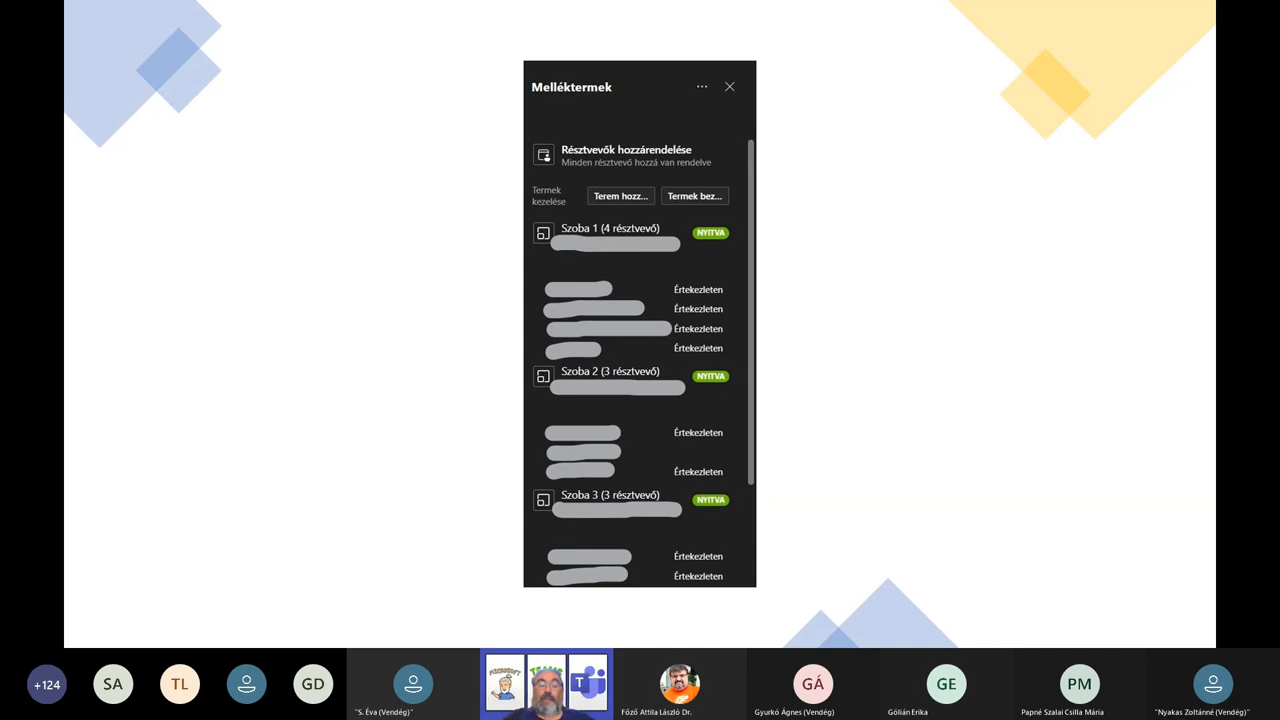 Melléktermek
Résztvevők hozzárendelése
Minden résztvevő hozzá van rendelve
Termek
kezelése
Terem hozz...
Termek bez...
Szoba 1 (4 résztvevő)
NYITVA
Értekezleten
Értekezleten
Értekezleten
Értekezleten
Szoba 2 (3 résztvevő)
NYITVA
Értekezleten
Értekezleten
Szoba 3 (3 résztvevő)
NYITVA
Értekezleten
Értekezleten
+124
SA
TL
GD
"S. Éva (Vendég)"
MICROSOFT
TEAMS
T
Főző Attila László Dr.
GÁ
Gyurkó Ágnes (Vendég)
GE
Gólián Erika
PM
Papné Szalai Csilla Mária
"Nyakas Zoltánné (Vendég)"